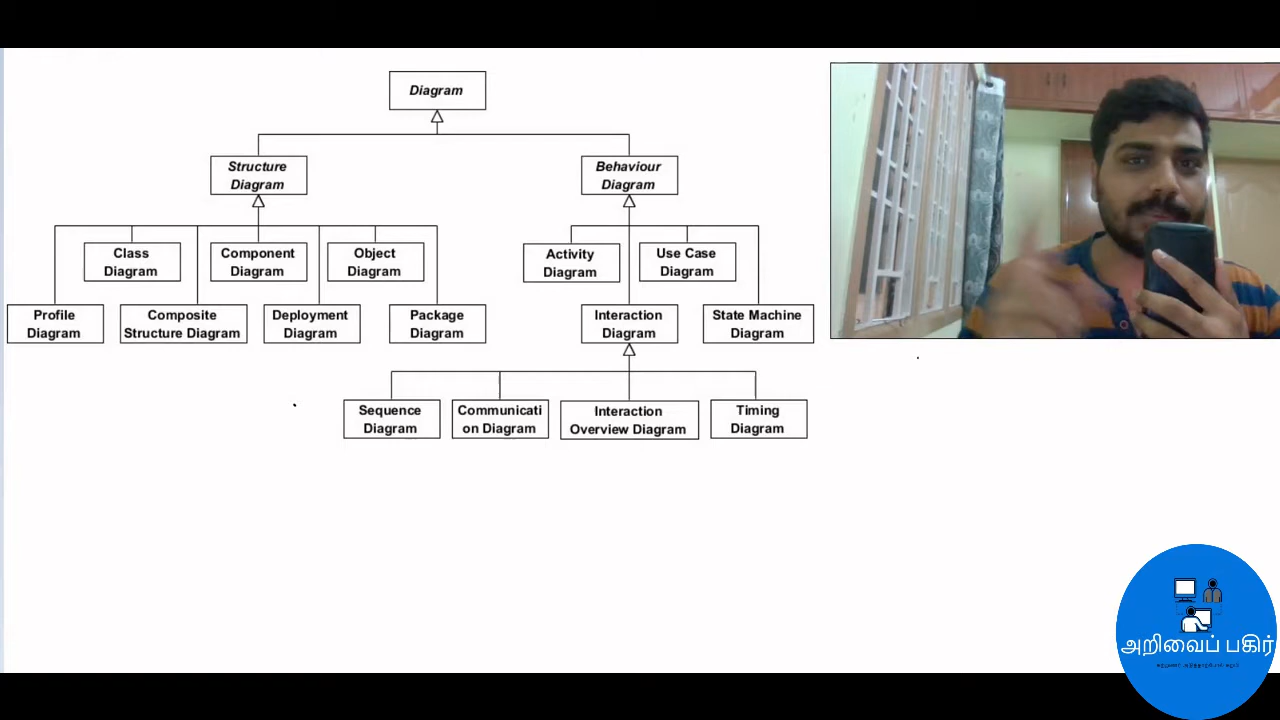 Diagram
Structure
Diagram
Behaviour
Diagram
Class
Diagram
Component
Diagram
Object
Diagram
Activity
Diagram
Use Case
Diagram
Profile
Diagram
Composite
Structure Diagram
Deployment
Diagram
Package
Diagram
Interaction
Diagram
State Machine
Diagram
Sequence
Diagram
Communicati
on Diagram
Interaction
Overview Diagram
Timing
Diagram
அறிவைப் பகிர்